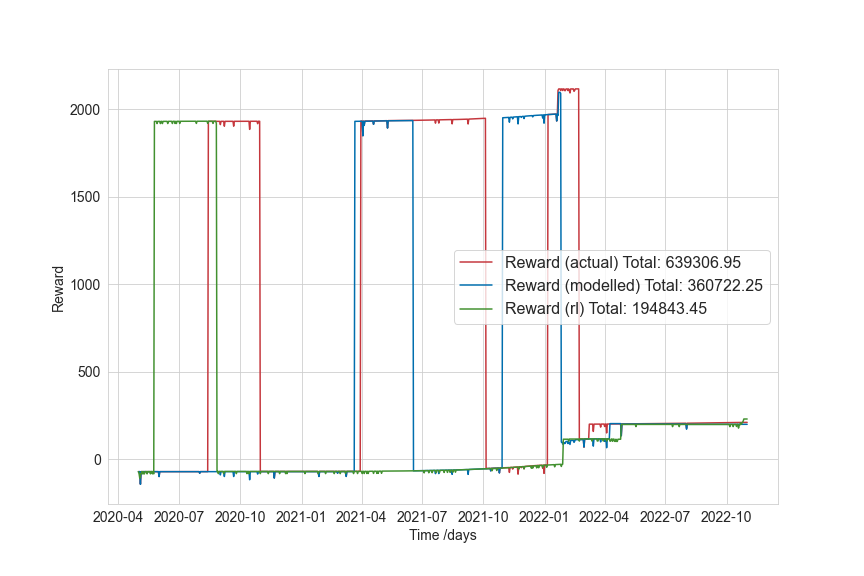 2000
1500
1000
500
0
Reward
Reward (actual) Total: 639306.95
Reward (modelled) Total: 360722.25
Reward (rl) Total: 194843.45
2020-04 2020-07 2020-10 2021-01 2021-04 2021-07 2021-10 2022-01 2022-04 2022-07 2022-10
Time /days